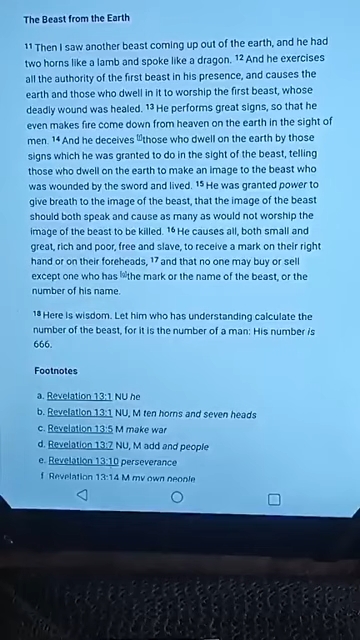 The Beast from the Earth
11 Then I saw another beast coming up out of the earth, and he had
two horns like a lamb and spoke like a dragon. 12 And he exercises
all the authority of the first beast in his presence, and causes the
earth and those who dwell in it to worship the first beast, whose
deadly wound was healed. 13 He performs great signs, so that he
even makes fire come down from heaven on the earth in the sight of
men. 14 And he deceives [f]those who dwell on the earth by those
signs which he was granted to do in the sight of the beast, telling
those who dwell on the earth to make an image to the beast who
was wounded by the sword and lived. 15 He was granted power to
give breath to the image of the beast, that the image of the beast
should both speak and cause as many as would not worship the
image of the beast to be killed. 16 He causes all, both small and
great, rich and poor, free and slave, to receive a mark on their right
hand or on their foreheads, 17 and that no one may buy or sell
except one who has [g]the mark or the name of the beast, or the
number of his name.
18 Here is wisdom. Let him who has understanding calculate the
number of the beast, for it is the number of a man: His number is
666.
Footnotes
a. Revelation 13:1 NU he
b. Revelation 13:1 NU, M ten horns and seven heads
c. Revelation 13:5 M make war
d. Revelation 13:7 NU, M add and people
e. Revelation 13:10 perseverance
f. Revelation 13:14 M my own people